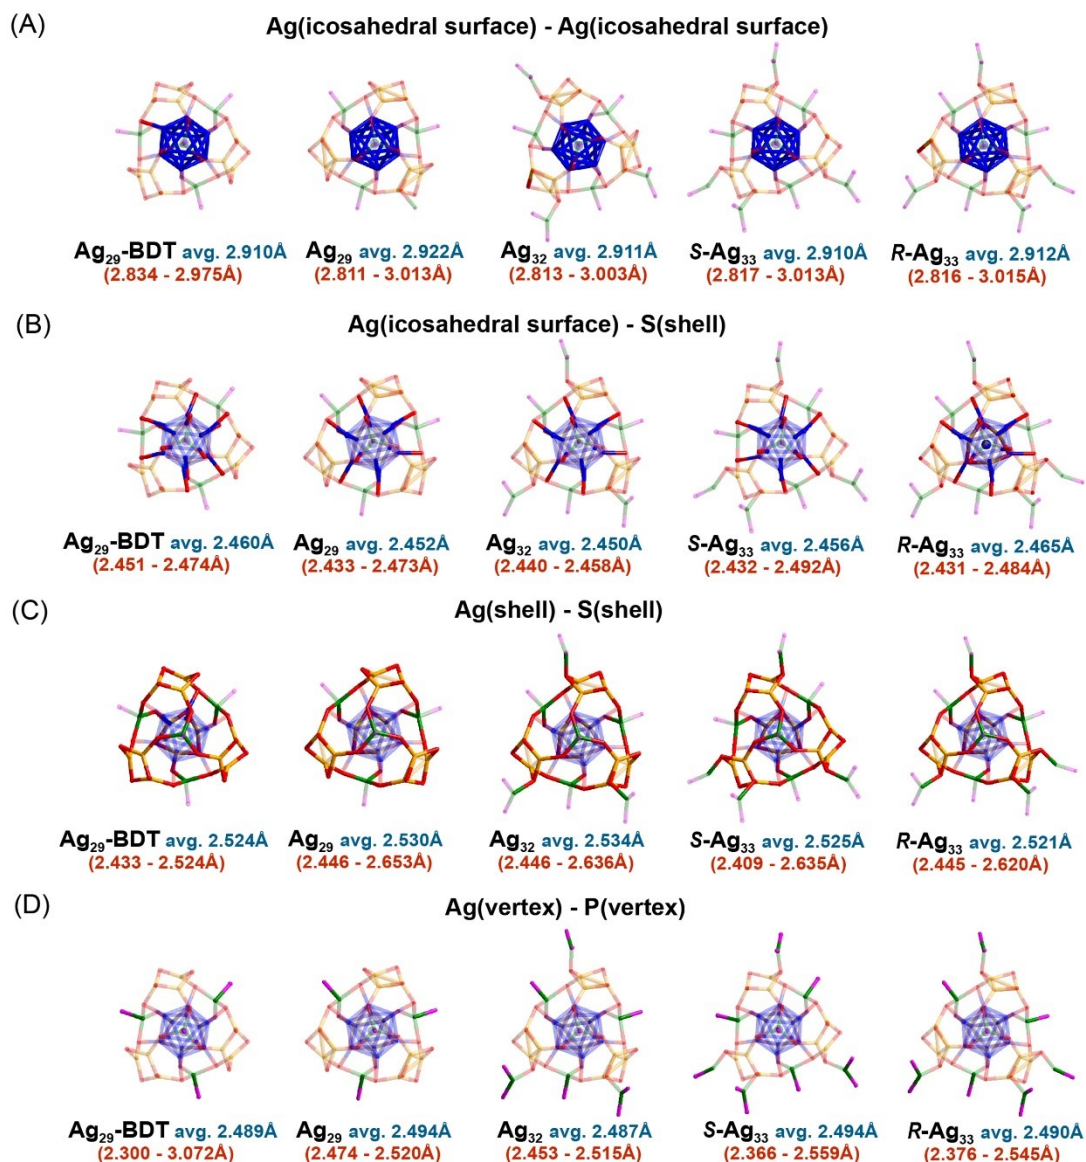 (A) Ag(icosahedral surface) - Ag(icosahedral surface)
Ag29-BDT avg. 2.910Å Ag29 avg. 2.922Å Ag32 avg. 2.911Å S-Ag33 avg. 2.910Å R-Ag33 avg. 2.912Å
(2.834 - 2.975Å) (2.811 - 3.013Å) (2.813 - 3.003Å) (2.817 - 3.013Å) (2.816 - 3.015Å)
(B) Ag(icosahedral surface) - S(shell)
Ag29-BDT avg. 2.460Å Ag29 avg. 2.452Å Ag32 avg. 2.450Å S-Ag33 avg. 2.456Å R-Ag33 avg. 2.465Å
(2.451 - 2.474Å) (2.433 - 2.473Å) (2.440 - 2.458Å) (2.432 - 2.492Å) (2.431 - 2.484Å)
(C) Ag(shell) - S(shell)
Ag29-BDT avg. 2.524Å Ag29 avg. 2.530Å Ag32 avg. 2.534Å S-Ag33 avg. 2.525Å R-Ag33 avg. 2.521Å
(2.433 - 2.524Å) (2.446 - 2.653Å) (2.446 - 2.636Å) (2.409 - 2.635Å) (2.445 - 2.620Å)
(D) Ag(vertex) - P(vertex)
Ag29-BDT avg. 2.489Å Ag29 avg. 2.494Å Ag32 avg. 2.487Å S-Ag33 avg. 2.494Å R-Ag33 avg. 2.490Å
(2.300 - 3.072Å) (2.474 - 2.520Å) (2.453 - 2.515Å) (2.366 - 2.559Å) (2.376 - 2.545Å)